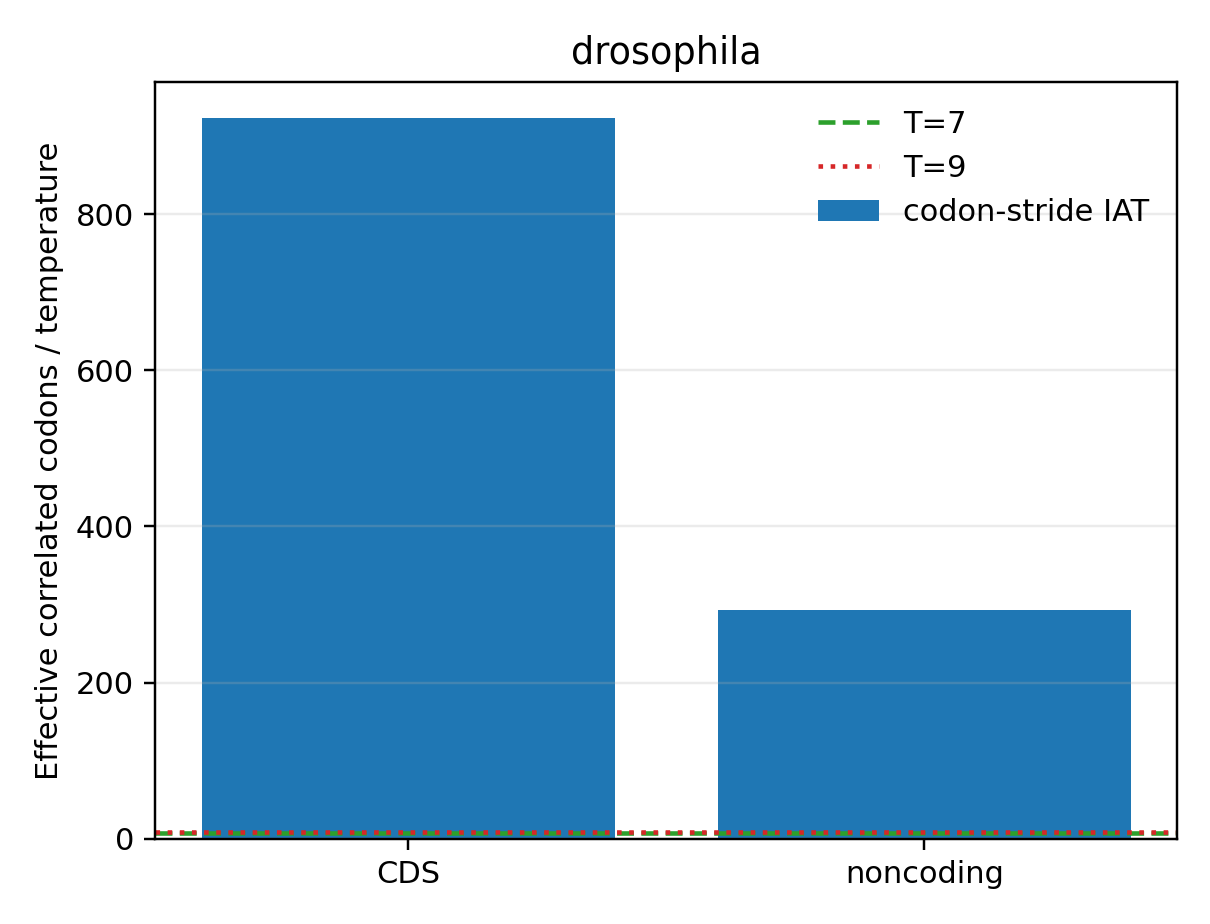 drosophila
Effective correlated codons / temperature
800
600
400
200
0
T=7
T=9
codon-stride IAT
CDS
noncoding